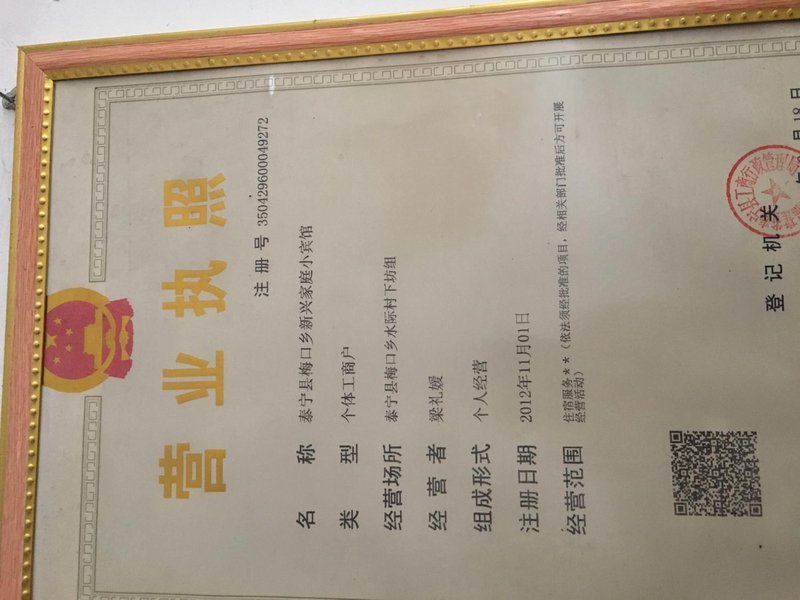 营业执照
注册号 350429600049272
名称 泰宁县梅口乡新兴家庭小宾馆
类型 个体工商户
经营场所 泰宁县梅口乡水际村下坊组
经营者 梁礼媛
组成形式 个人经营
注册日期 2012年11月01日
经营范围 住宿服务**(依法须经批准的项目，经相关部门批准后方可开展
经营活动)
登记机关
月18日